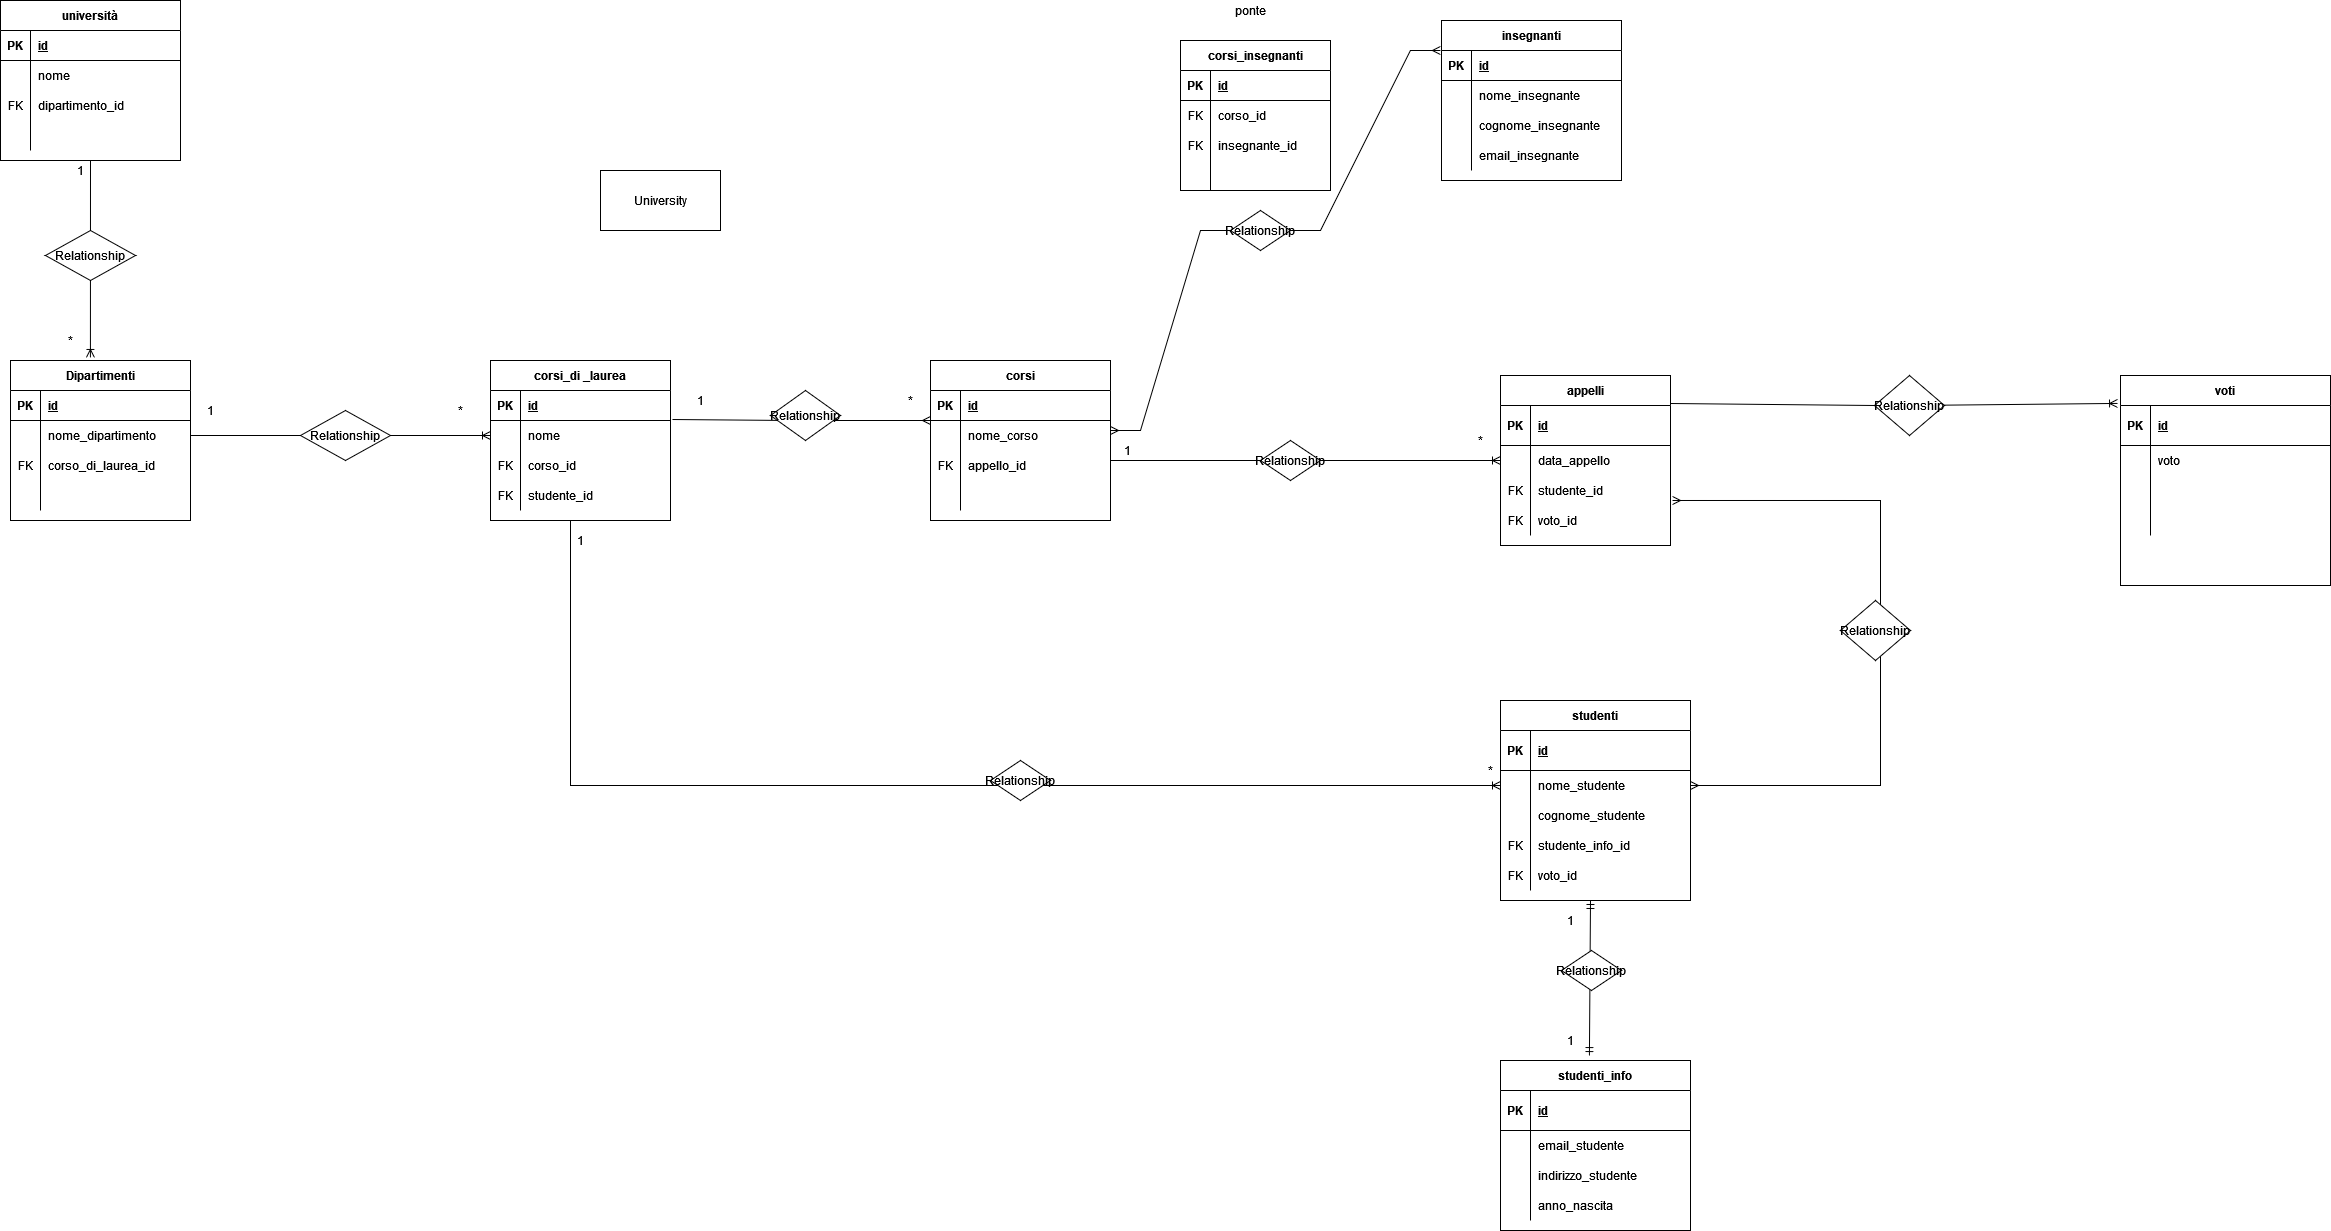 università
PK id
nome
FK dipartimento_id
1
Relationship
*
University
ponte
corsi_insegnanti
PK id
FK corso_id
FK insegnante_id
Relationship
insegnanti
PK id
nome_insegnante
cognome_insegnante
email_insegnante
Dipartimenti
PK id
nome_dipartimento
FK corso_di_laurea_id
1
Relationship
*
corsi_di _laurea
PK id
nome
FK corso_id
FK studente_id
1
Relationship
*
corsi
PK id
nome_corso
FK appello_id
1
Relationship
*
appelli
PK id
data_appello
FK studente_id
FK voto_id
Relationship
voti
PK id
voto
Relationship
1
Relationship
*
studenti
PK id
nome_studente
cognome_studente
FK studente_info_id
FK voto_id
1
Relationship
1
studenti_info
PK id
email_studente
indirizzo_studente
anno_nascita